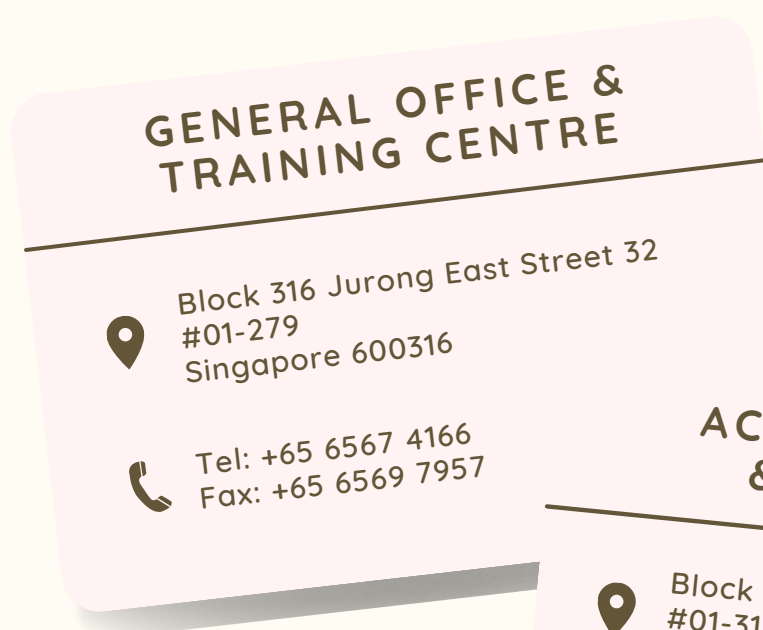 GENERAL OFFICE &
TRAINING CENTRE
Block 316 Jurong East Street 32
#01-279
Singapore 600316
Tel: +65 6567 4166
Fax: +65 6569 7957
&
Block